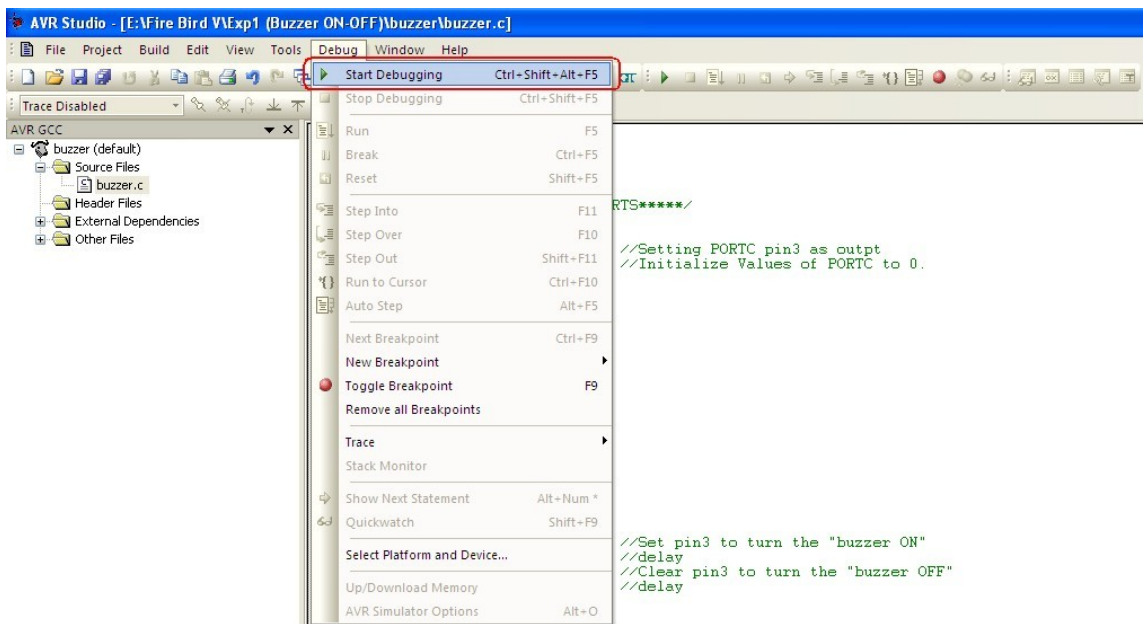 AVR Studio - [E:\Fire Bird V\Exp1 (Buzzer ON-OFF)\buzzer\buzzer.c]
File Project Build Edit View Tools Debug Window Help
Start Debugging Ctrl+Shift+Alt+F5
Trace Disabled
Stop Debugging Ctrl+Shift+F5
AVR GCC
buzzer (default)
Source Files
buzzer.c
Header Files
External Dependencies
Other Files
Run F5
Break Ctrl+F5
Reset Shift+F5
Step Into F11
Step Over F10
Step Out Shift+F11
Run to Cursor Ctrl+F10
Auto Step Alt+F5
Next Breakpoint Ctrl+F9
New Breakpoint
Toggle Breakpoint F9
Remove all Breakpoints
Trace
Stack Monitor
Show Next Statement Alt+Num *
Quickwatch Shift+F9
Select Platform and Device...
Up/Download Memory
AVR Simulator Options Alt+O
RTS*****/
//Setting PORTC pin3 as outpt
//Initialize Values of PORTC to 0.
//Set pin3 to turn the "buzzer ON"
//delay
//Clear pin3 to turn the "buzzer OFF"
//delay